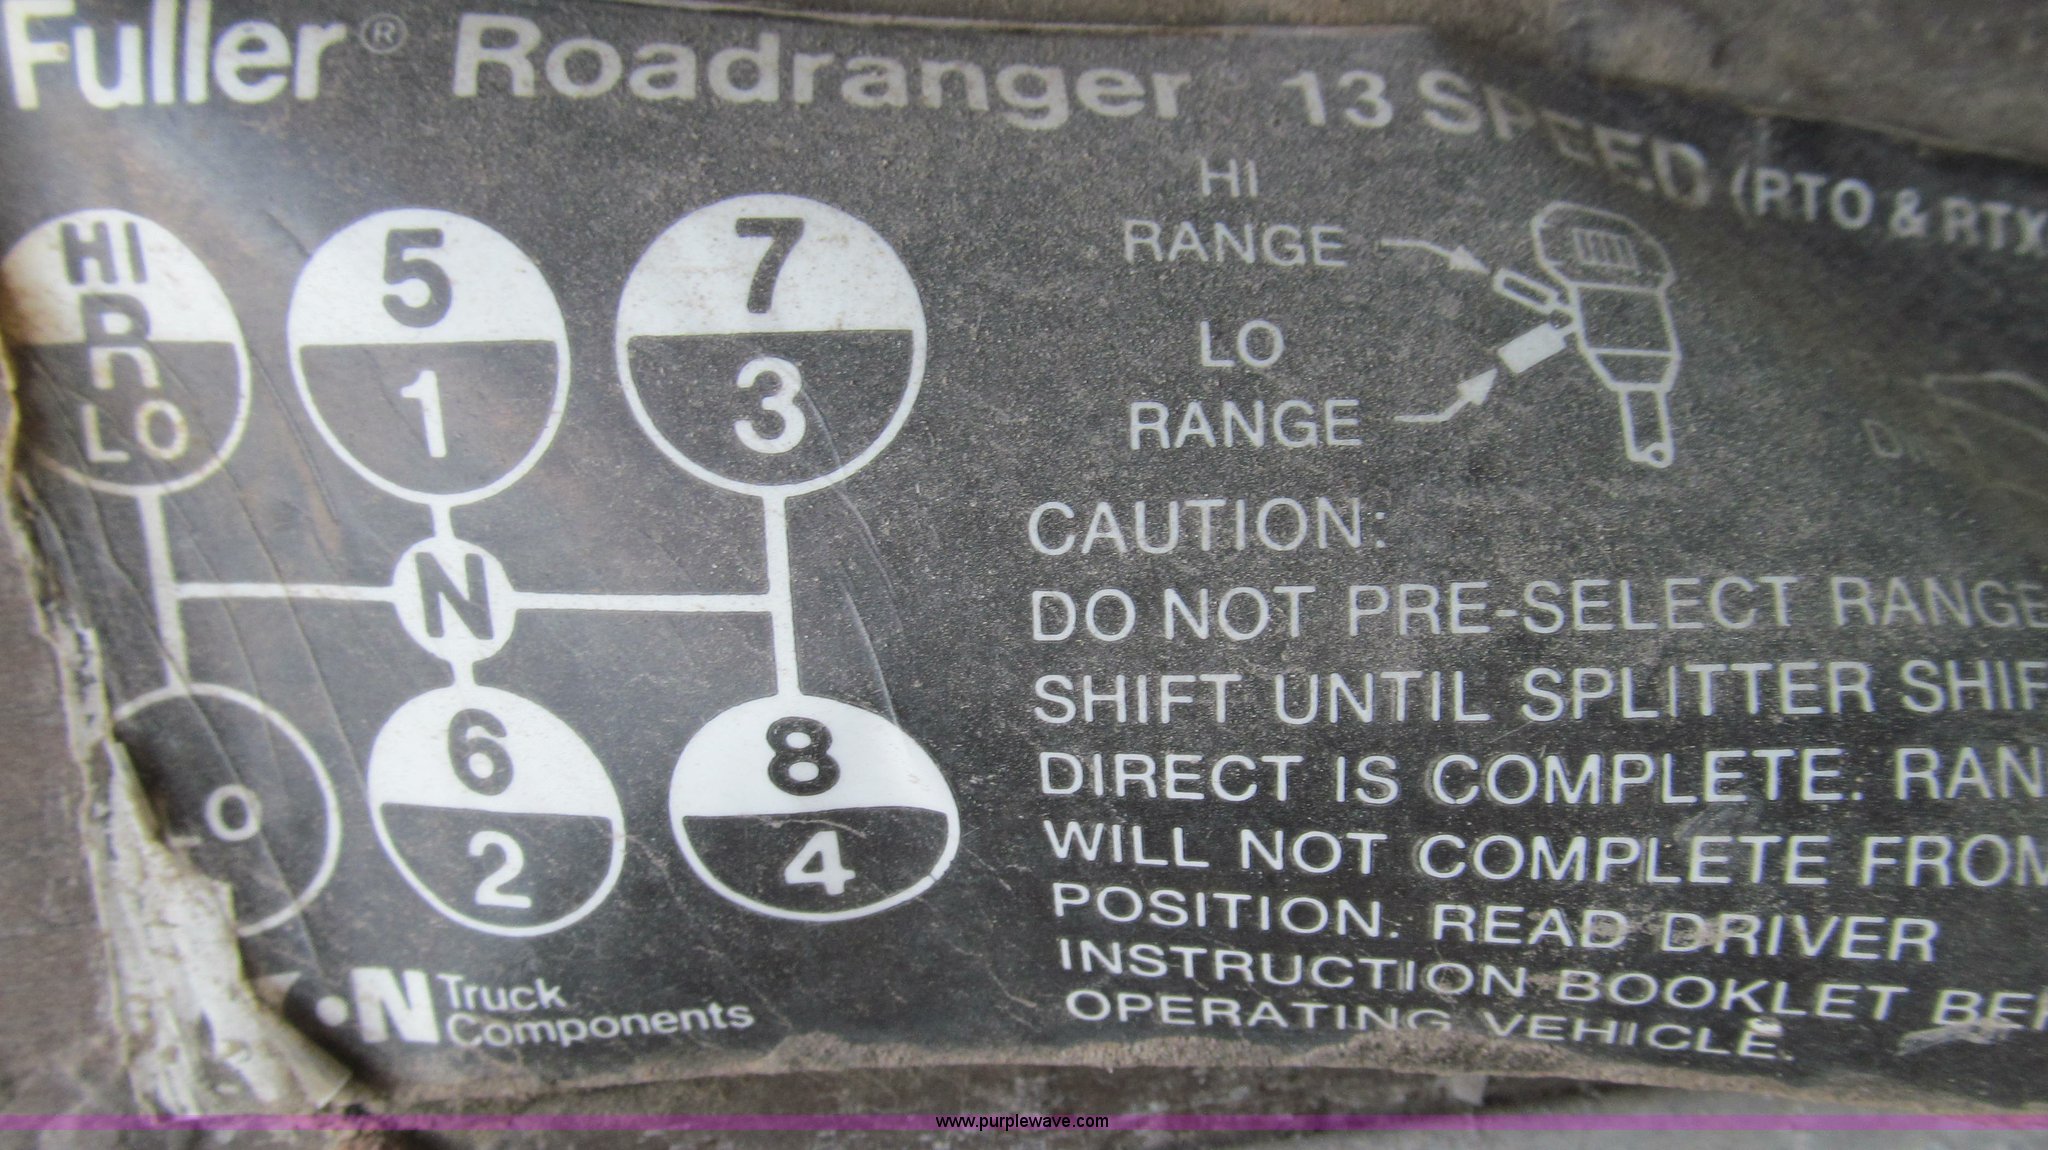 Fuller® Roadranger 13 SPEED (RTO & RTX
HI
R
LO
5
1
7
3
N
LO
6
2
8
4
HI
RANGE
LO
RANGE
CAUTION:
DO NOT PRE-SELECT RANGE
SHIFT UNTIL SPLITTER SHIF
DIRECT IS COMPLETE. RAN
WILL NOT COMPLETE FROM
POSITION. READ DRIVER
INSTRUCTION BOOKLET BEF
OPERATING VEHICLE.
Truck
Components
www.purplewave.com